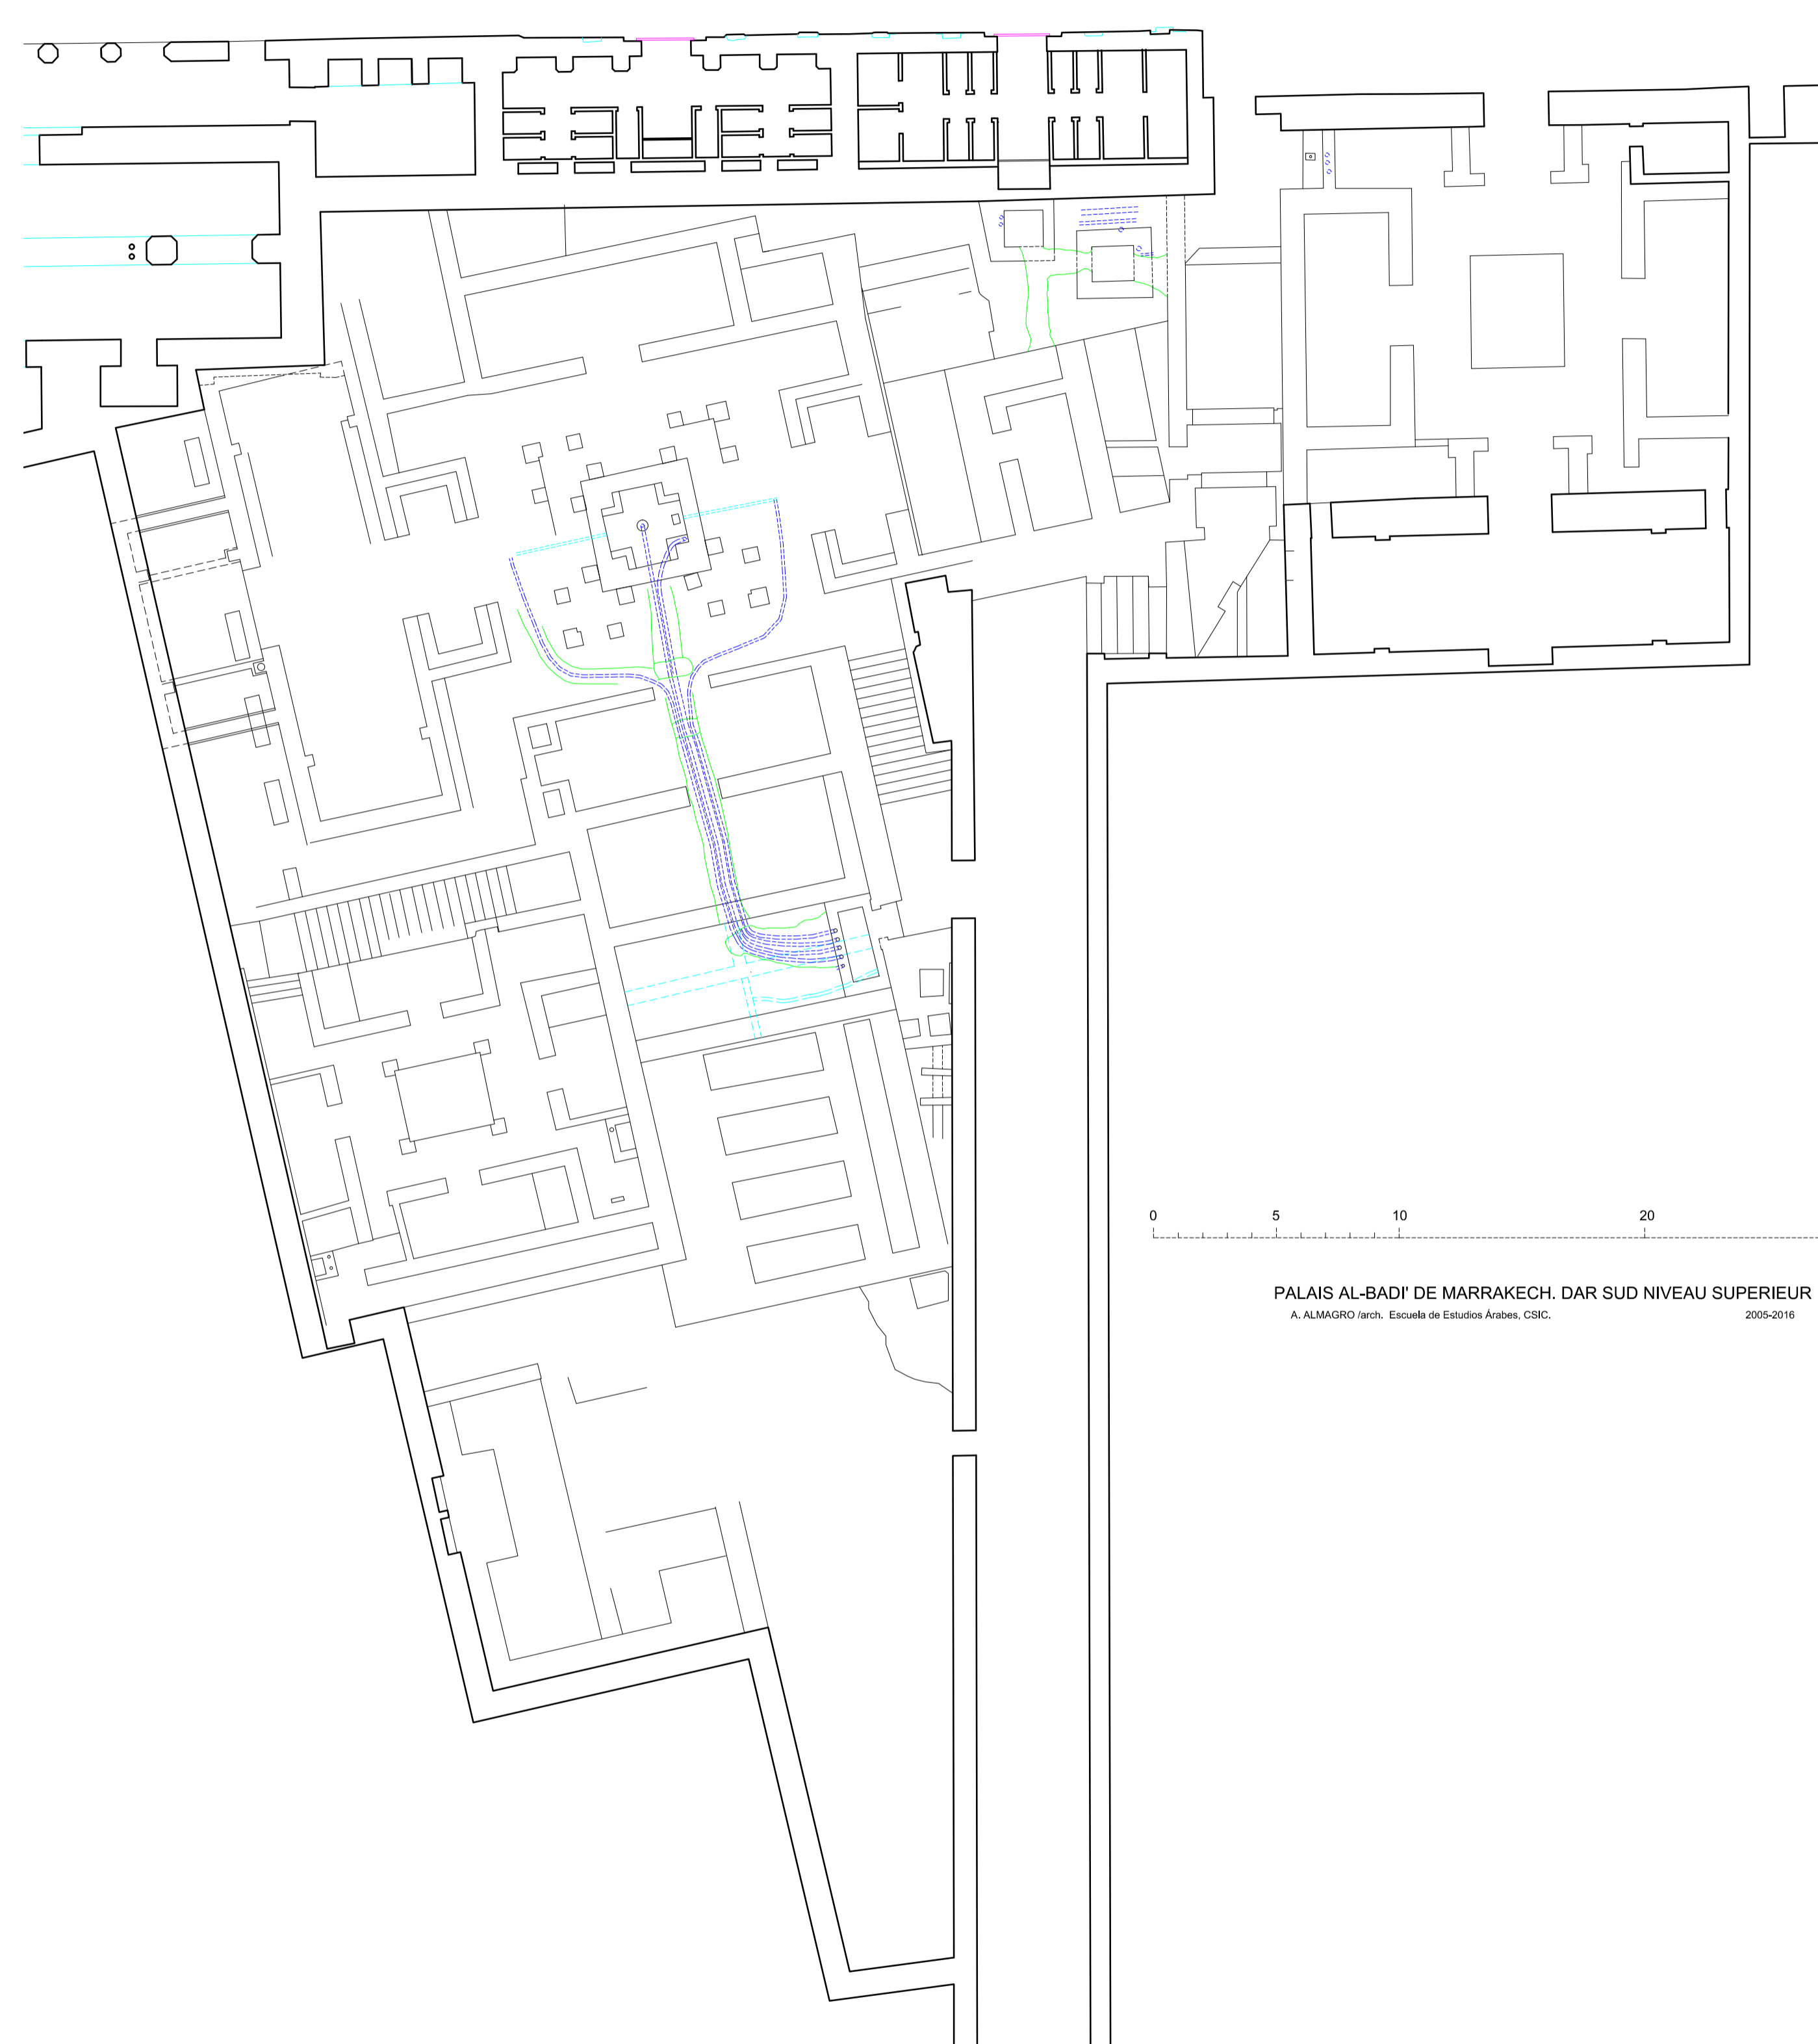 0 5 10 20
PALAIS AL-BADI' DE MARRAKECH. DAR SUD NIVEAU SUPERIEUR
A. ALMAGRO /arch. Escuela de Estudios Árabes, CSIC. 2005-2016